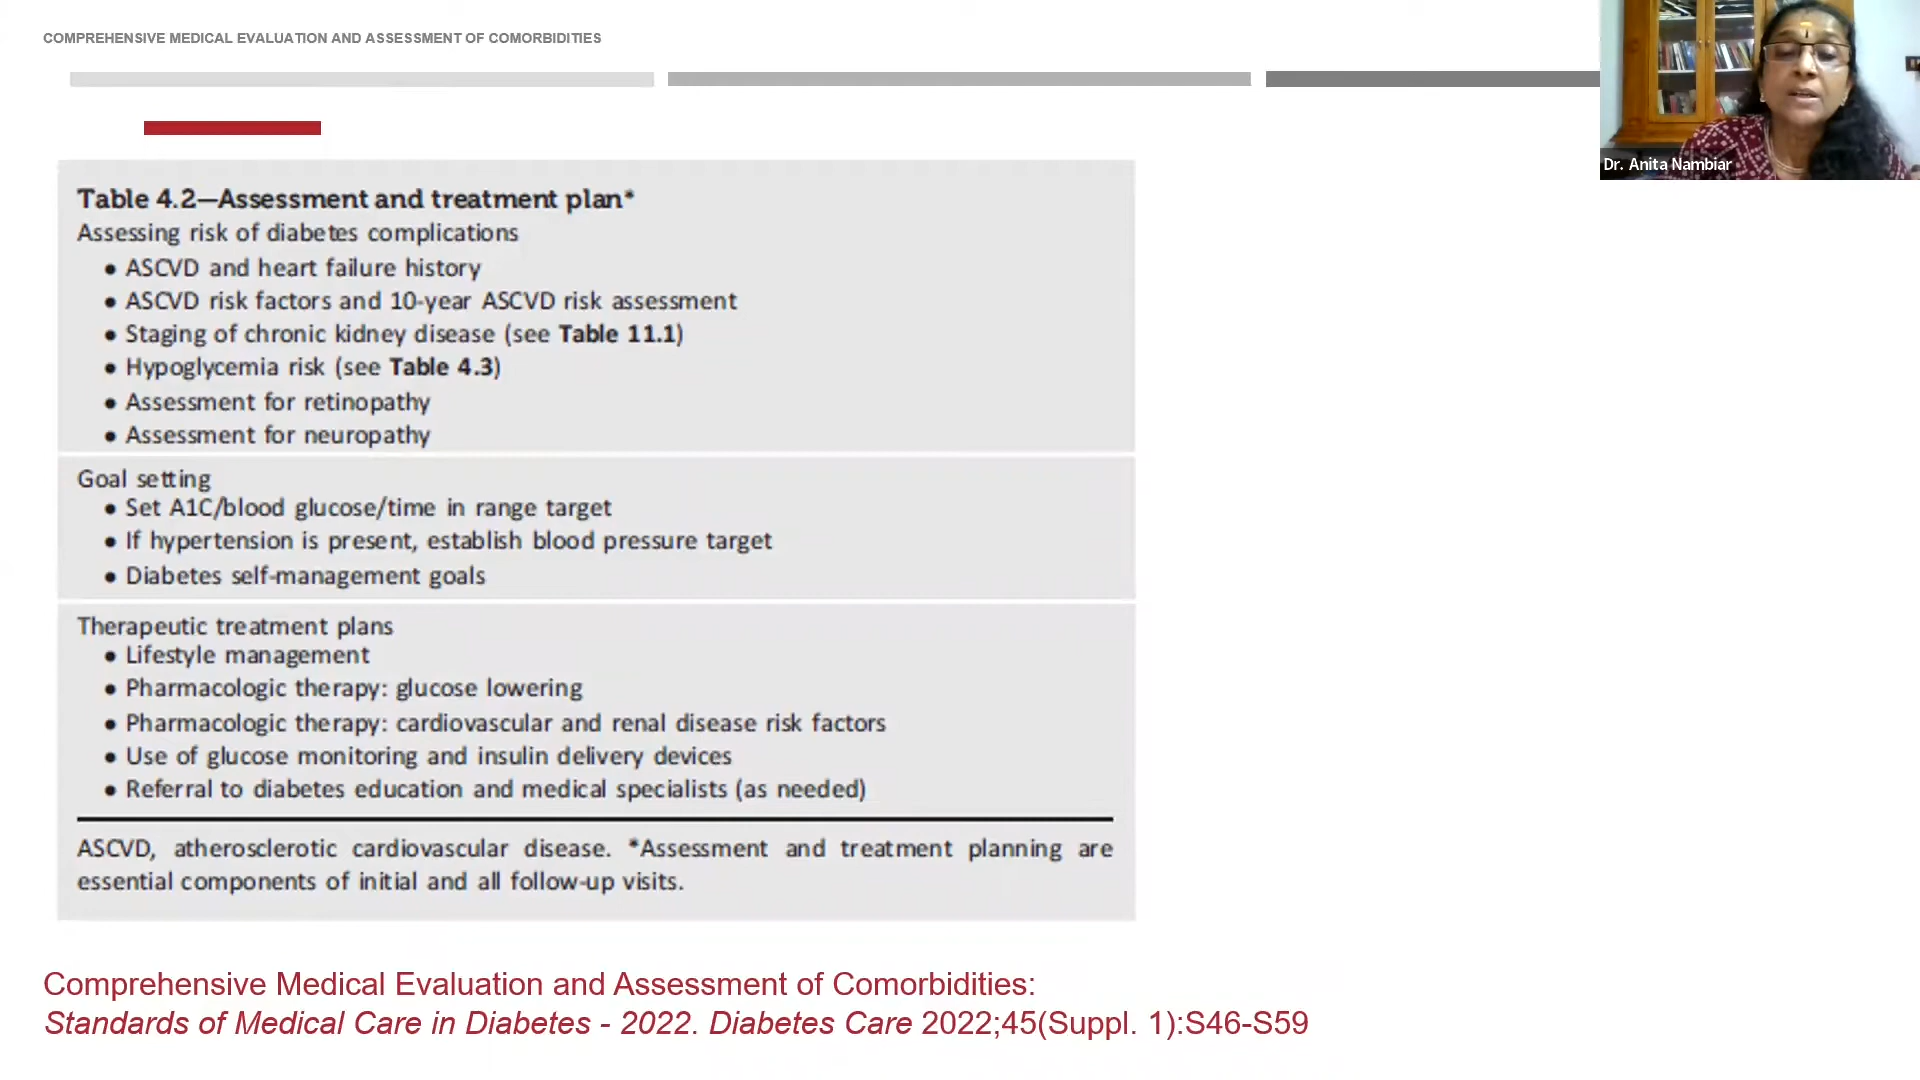 COMPREHENSIVE MEDICAL EVALUATION AND ASSESSMENT OF COMORBIDITIES
Dr. Anita Nambiar
Table 4.2—Assessment and treatment plan*
Assessing risk of diabetes complications
• ASCVD and heart failure history
• ASCVD risk factors and 10-year ASCVD risk assessment
• Staging of chronic kidney disease (see Table 11.1)
• Hypoglycemia risk (see Table 4.3)
• Assessment for retinopathy
• Assessment for neuropathy
Goal setting
• Set A1C/blood glucose/time in range target
• If hypertension is present, establish blood pressure target
• Diabetes self-management goals
Therapeutic treatment plans
• Lifestyle management
• Pharmacologic therapy: glucose lowering
• Pharmacologic therapy: cardiovascular and renal disease risk factors
• Use of glucose monitoring and insulin delivery devices
• Referral to diabetes education and medical specialists (as needed)
ASCVD, atherosclerotic cardiovascular disease. *Assessment and treatment planning are
essential components of initial and all follow-up visits.
Comprehensive Medical Evaluation and Assessment of Comorbidities:
Standards of Medical Care in Diabetes - 2022. Diabetes Care 2022;45(Suppl. 1):S46-S59